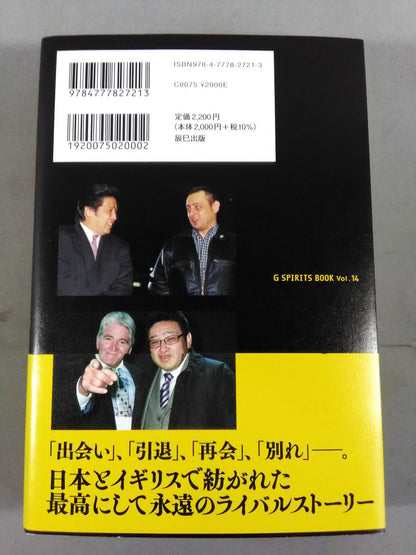 ISBN978-4-7778-2721-3
C0075 ¥2000E
9784777827213
定価2,200円
(本体2,000円+税10%)
辰巳出版
1920075020002
G SPIRITS BOOK Vol.14
「出会い」、「引退」、「再会」、「別れ」──。
日本とイギリスで紡がれた
最高にして永遠のライバルストーリー